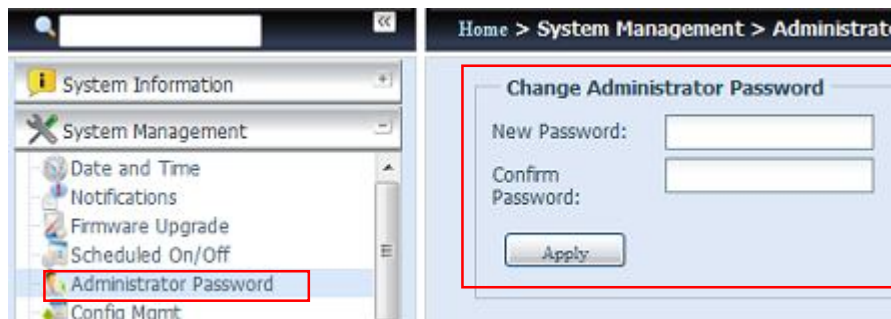 Home > System Management > Administrat
System Information
System Management
Date and Time
Notifications
Firmware Upgrade
Scheduled On/Off
Administrator Password
Config Mgmt
Change Administrator Password
New Password:
Confirm
Password:
Apply